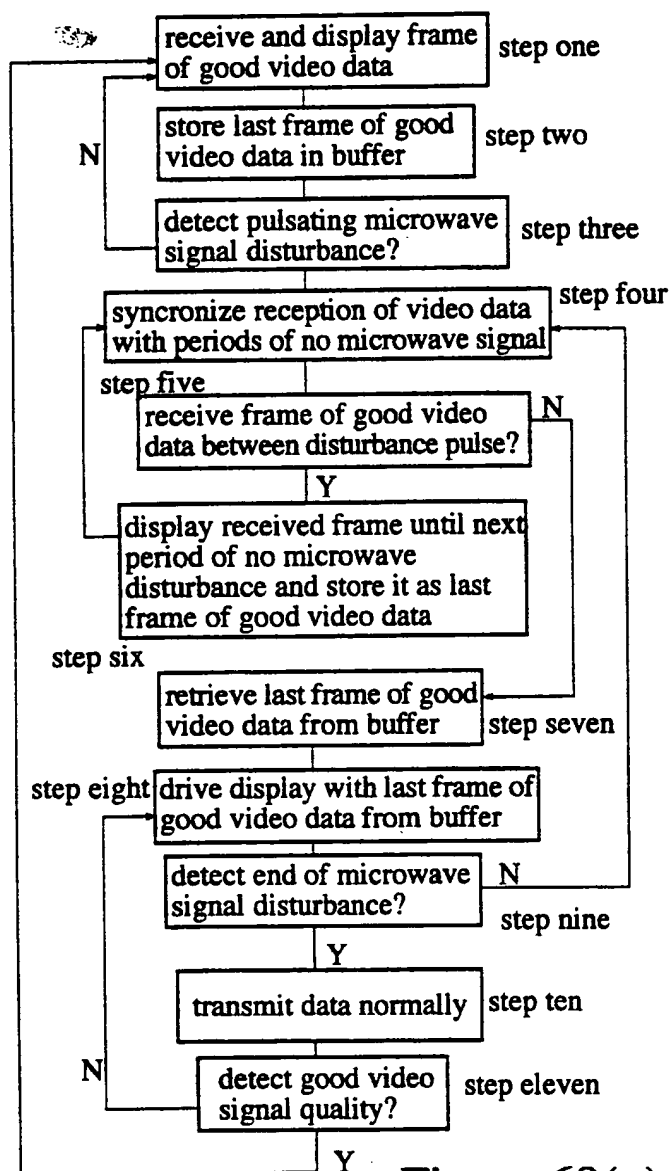 receive and display frame
of good video data
step one
store last frame of good
video data in buffer
step two
N
detect pulsating microwave
signal disturbance?
step three
step four
syncronize reception of video data
with periods of no microwave signal
step five
receive frame of good video
data between disturbance pulse?
N
Y
display received frame until next
period of no microwave
disturbance and store it as last
frame of good video data
step six
retrieve last frame of good
video data from buffer
step seven
step eight
drive display with last frame of
good video data from buffer
detect end of microwave
signal disturbance?
N
step nine
Y
transmit data normally
step ten
N
detect good video
signal quality?
step eleven
Y